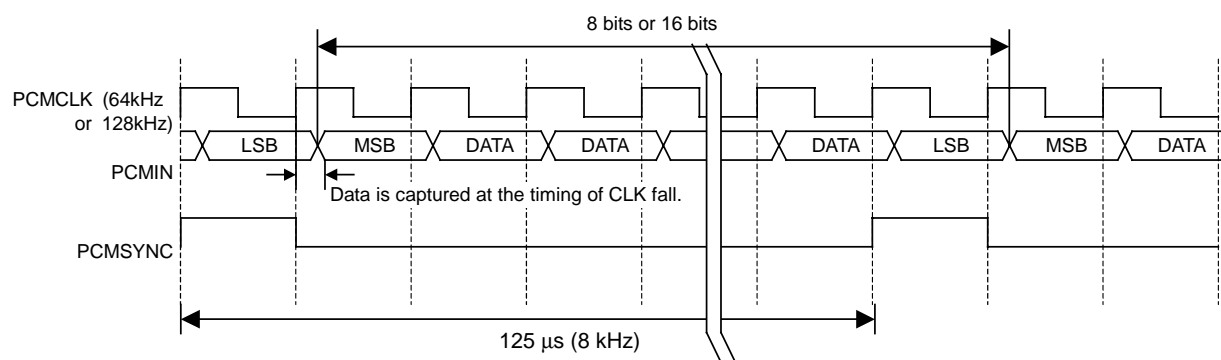 8 bits or 16 bits
PCMCLK (64kHz
or 128kHz)
LSB
MSB
DATA
DATA
DATA
LSB
MSB
DATA
PCMIN
Data is captured at the timing of CLK fall.
PCMSYNC
125 μs (8 kHz)